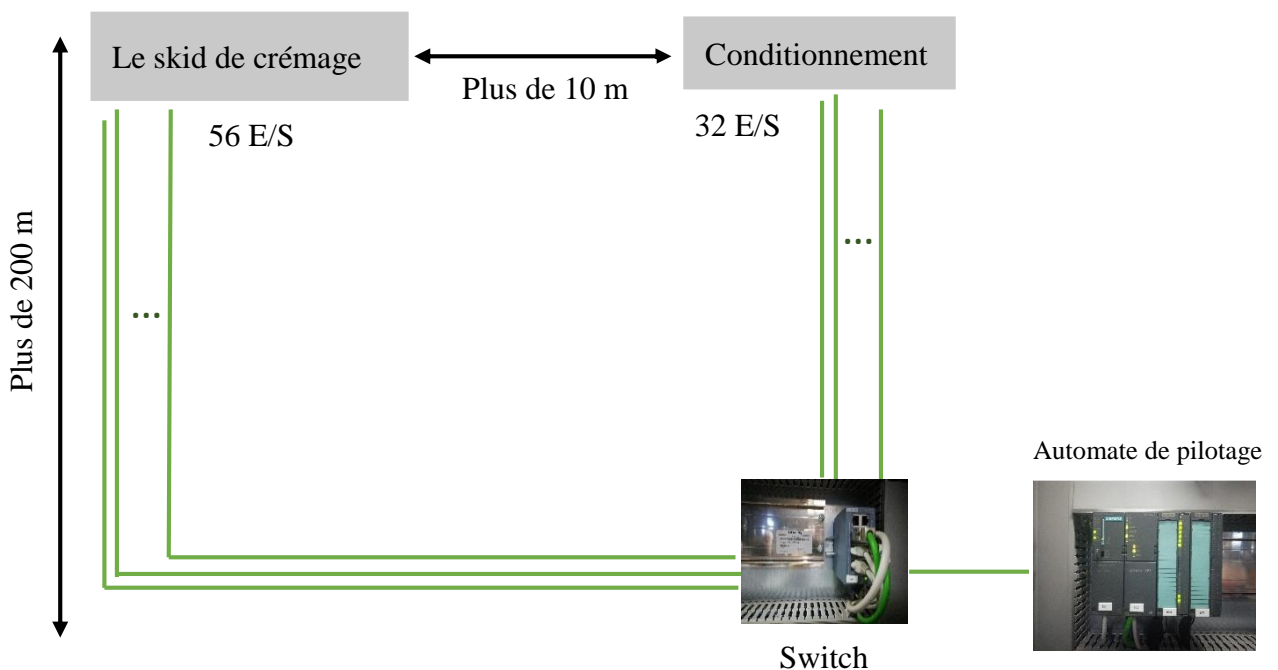 Le skid de crémage
Conditionnement
Plus de 10 m
56 E/S
32 E/S
...
...
Plus de 200 m
Automate de pilotage
Switch